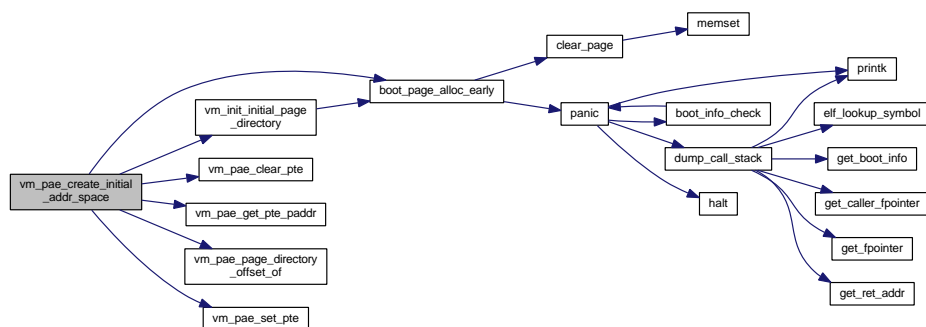 vm_pae_create_initial
_addr_space
boot_page_alloc_early
vm_init_initial_page
_directory
vm_pae_clear_pte
vm_pae_get_pte_paddr
vm_pae_page_directory
_offset_of
vm_pae_set_pte
clear_page
memset
panic
printk
boot_info_check
dump_call_stack
halt
elf_lookup_symbol
get_boot_info
get_caller_fpointer
get_fpointer
get_ret_addr